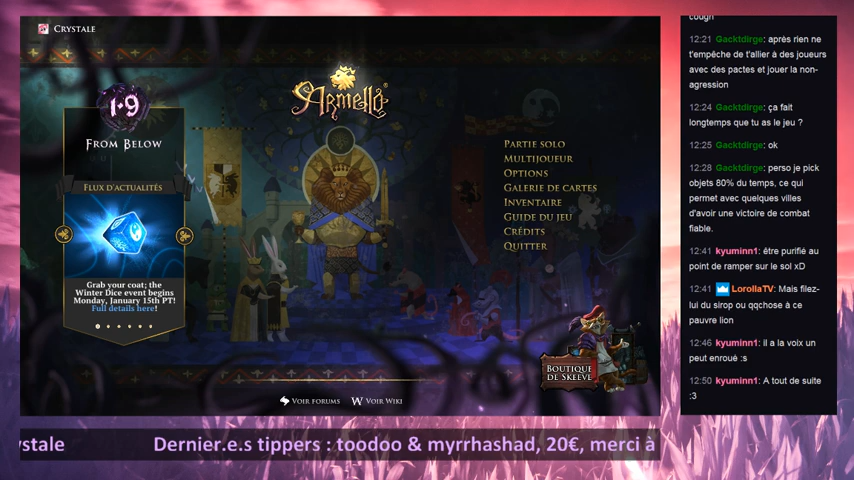 CRYSTALE
1.9
FROM BELOW
FLUX D'ACTUALITÉS
Grab your coat; the
Winter Dice event begins
Monday, January 15th PT!
Full details here!
Armello
PARTIE SOLO
MULTIJOUEUR
OPTIONS
GALERIE DE CARTES
INVENTAIRE
GUIDE DU JEU
CRÉDITS
QUITTER
BOUTIQUE
DE SKEEVE
VOIR FORUMS
VOIR WIKI
cough
12:21 Gacktdirge: après rien ne
t'empêche de t'allier à des joueurs
avec des pactes et jouer la non-
agression
12:24 Gacktdirge: ça fait
longtemps que tu as le jeu ?
12:25 Gacktdirge: ok
12:28 Gacktdirge: perso je pick
objets 80% du temps, ce qui
permet avec quelques villes
d'avoir une victoire de combat
fiable.
12:41 kyuminn1: être purifié au
point de ramper sur le sol xD
12:41 LorollaTV: Mais filez-
lui du sirop ou qqchose à ce
pauvre lion
12:46 kyuminn1: il a la voix un
peut enroué :s
12:50 kyuminn1: A tout de suite
:3
ystale Dernier.e.s tippers : toodoo & myrrhashad, 20€, merci à